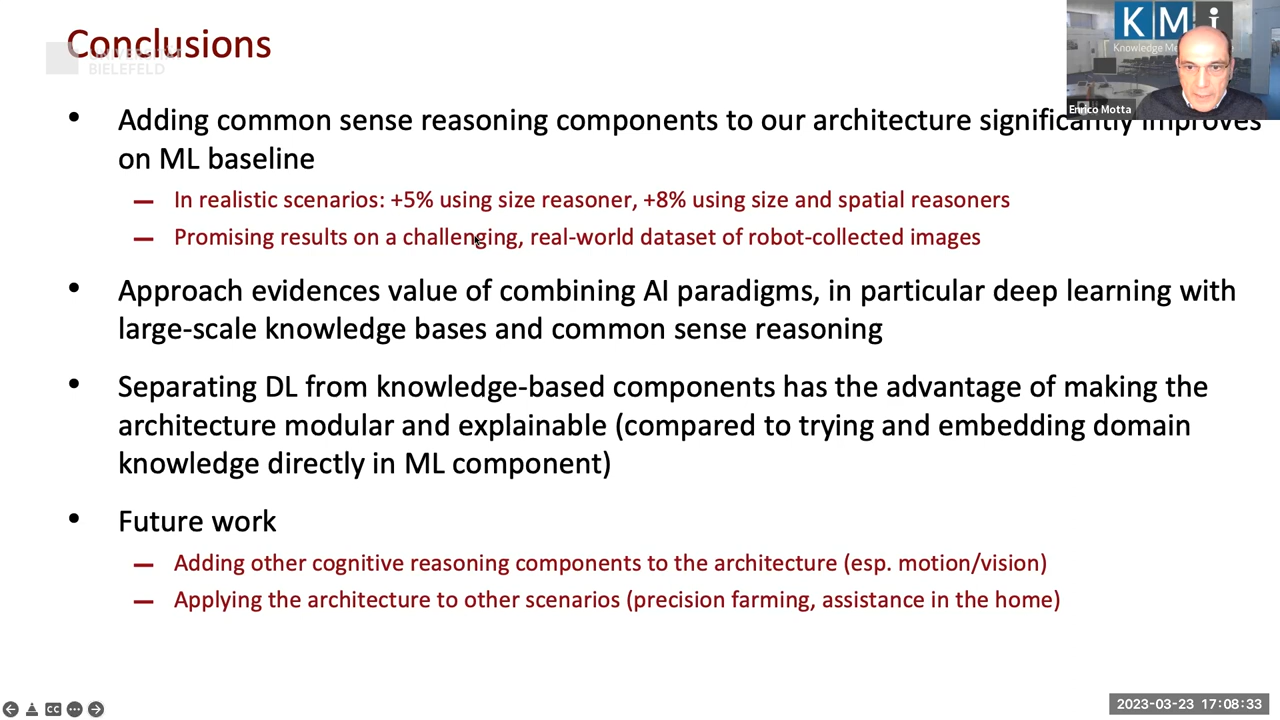 Conclusions
UNIVERSITÄT
BIELEFELD
KMi
Knowledge Me
Enrico Motta
• Adding common sense reasoning components to our architecture significantly improves
on ML baseline
— In realistic scenarios: +5% using size reasoner, +8% using size and spatial reasoners
— Promising results on a challenging, real-world dataset of robot-collected images
• Approach evidences value of combining AI paradigms, in particular deep learning with
large-scale knowledge bases and common sense reasoning
• Separating DL from knowledge-based components has the advantage of making the
architecture modular and explainable (compared to trying and embedding domain
knowledge directly in ML component)
• Future work
— Adding other cognitive reasoning components to the architecture (esp. motion/vision)
— Applying the architecture to other scenarios (precision farming, assistance in the home)
CC
2023-03-23 17:08:33